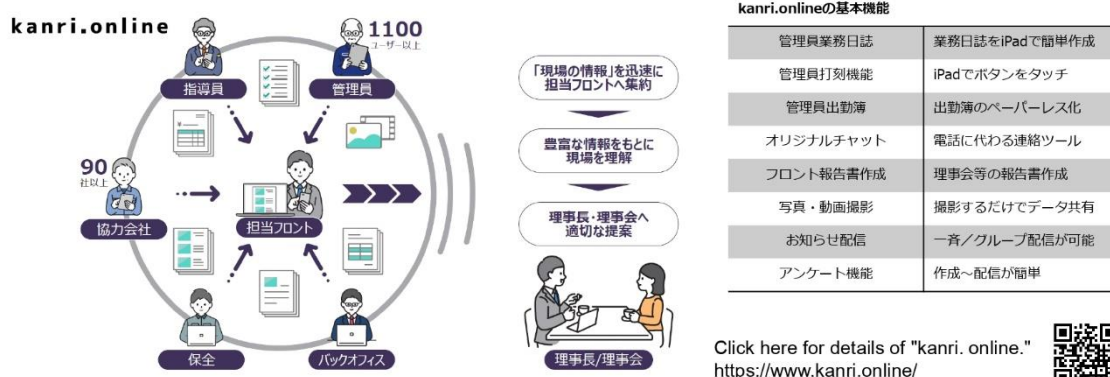 kanri.online
1100
ユーザー以上
指導員
管理員
90
社以上
協力会社
担当フロント
保全
バックオフィス
「現場の情報」を迅速に
担当フロントへ集約
豊富な情報をもとに
現場を理解
理事長・理事会へ
適切な提案
理事長/理事会
kanri.onlineの基本機能
管理員業務日誌 業務日誌をiPadで簡単作成
管理員打刻機能 iPadでボタンをタッチ
管理員出勤簿 出勤簿のペーパーレス化
オリジナルチャット 電話に代わる連絡ツール
フロント報告書作成 理事会等の報告書作成
写真・動画撮影 撮影するだけでデータ共有
お知らせ配信 一斉／グループ配信が可能
アンケート機能 作成～配信が簡単
Click here for details of "kanri. online."
https://www.kanri.online/